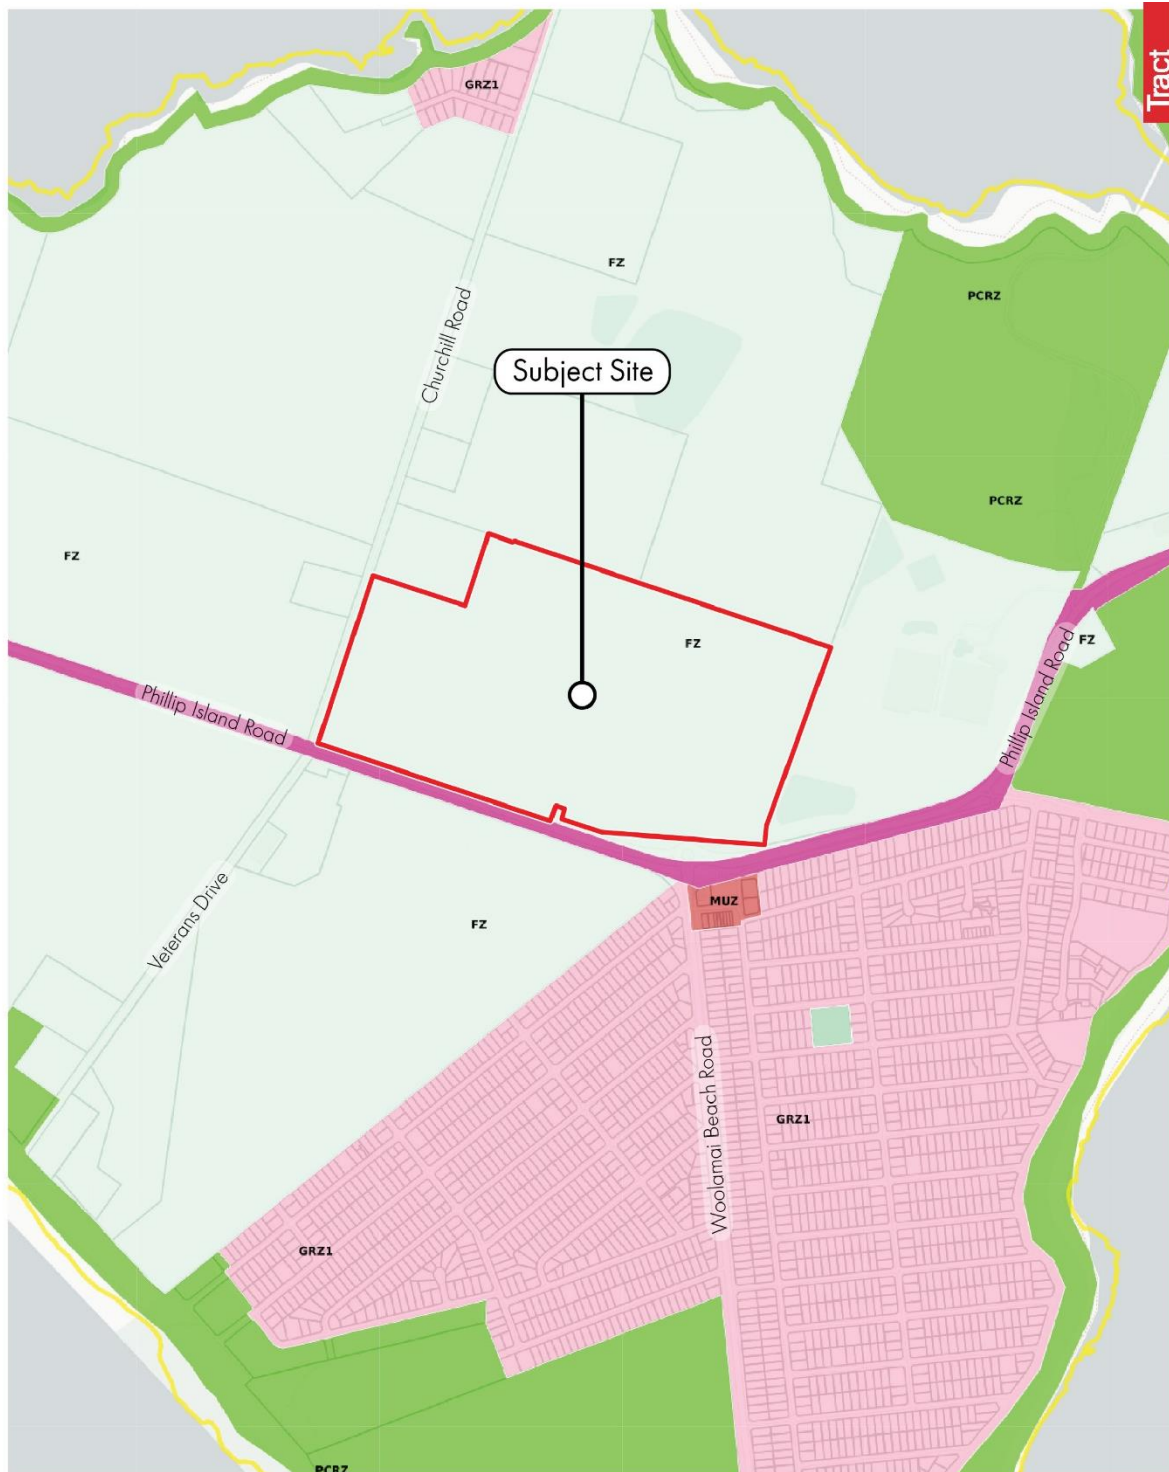 Tract
GRZ1
FZ
PCRZ
Churchill Road
Subject Site
PCRZ
FZ
FZ
FZ
Phillip Island Road
Phillip Island Road
MUZ
Veterans Drive
FZ
Woolamai Beach Road
GRZ1
GRZ1
PCRZ